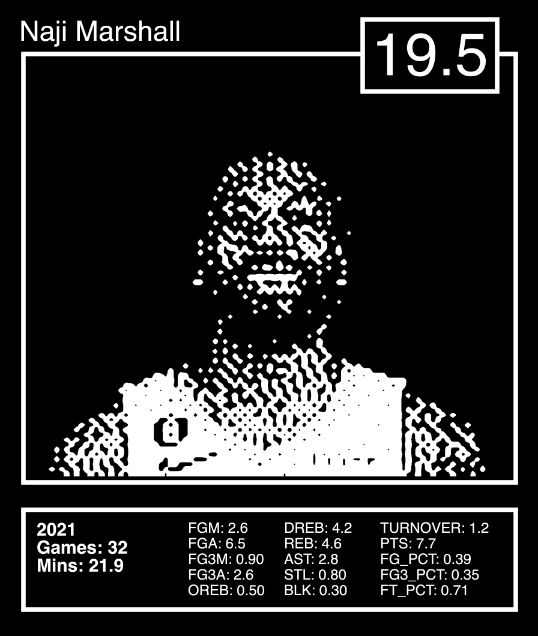 Naji Marshall
19.5
2021
Games: 32
Mins: 21.9
FGM: 2.6
FGA: 6.5
FG3M: 0.90
FG3A: 2.6
OREB: 0.50
DREB: 4.2
REB: 4.6
AST: 2.8
STL: 0.80
BLK: 0.30
TURNOVER: 1.2
PTS: 7.7
FG_PCT: 0.39
FG3_PCT: 0.35
FT_PCT: 0.71